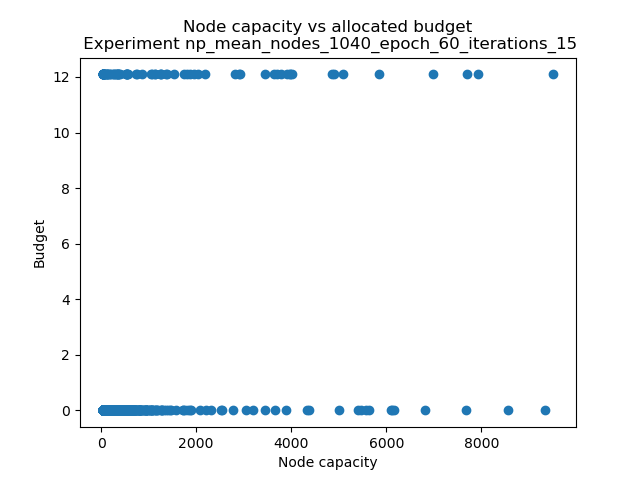 Node capacity vs allocated budget
Experiment np_mean_nodes_1040_epoch_60_iterations_15
12
10
8
6
4
2
0
Budget
0 2000 4000 6000 8000
Node capacity